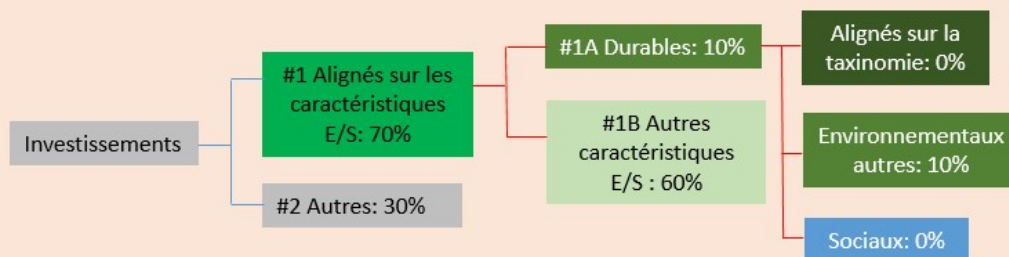 Investissements
#1 Alignés sur les
caractéristiques
E/S: 70%
#2 Autres: 30%
#1A Durables: 10%
#1B Autres
caractéristiques
E/S : 60%
Alignés sur la
taxinomie: 0%
Environnementaux
autres: 10%
Sociaux: 0%